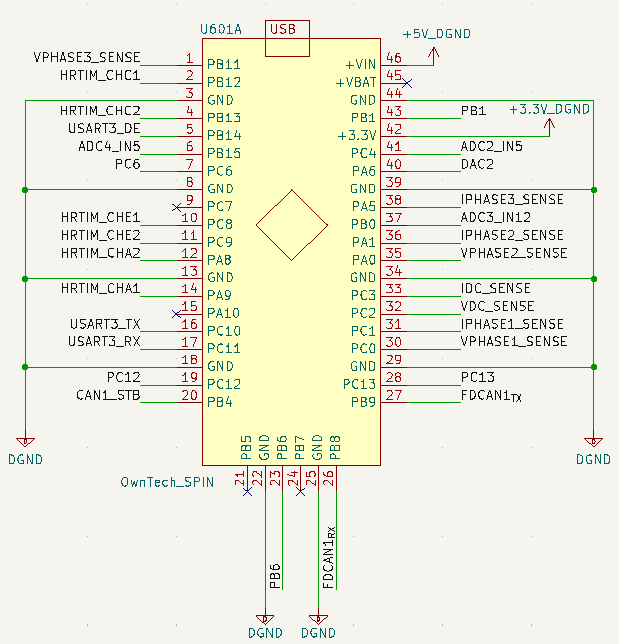 U601A
USB
+5V_DGND
VPHASE3_SENSE 1 PB11 +VIN 46
HRTIM_CHC1 2 PB12 +VBAT 45
3 GND GND 44
HRTIM_CHC2 4 PB13 PB1 43 PB1 +3.3V_DGND
USART3_DE 5 PB14 +3.3V 42
ADC4_IN5 6 PB15 PC4 41 ADC2_IN5
PC6 7 PC6 PA6 40 DAC2
8 GND GND 39
9 PC7 PA5 38 IPHASE3_SENSE
HRTIM_CHE1 10 PC8 PB0 37 ADC3_IN12
HRTIM_CHE2 11 PC9 PA1 36 IPHASE2_SENSE
HRTIM_CHA2 12 PA8 PA0 35 VPHASE2_SENSE
13 GND GND 34
HRTIM_CHA1 14 PA9 PC3 33 IDC_SENSE
15 PA10 PC2 32 VDC_SEN5E
USART3_TX 16 PC10 PC1 31 IPHASE1_SENSE
USART3_RX 17 PC11 PC0 30 VPHASE1_SENSE
18 GND GND 29
PC12 19 PC12 PC13 28 PC13
CAN1_STB 20 PB4 PB9 27 FDCAN1TX
PB5 GND PB6 PB7 GND PB8
21 22 23 24 25 26
DGND
DGND
OwnTech_SPIN
PB6
FDCAN1RX
DGND
DGND